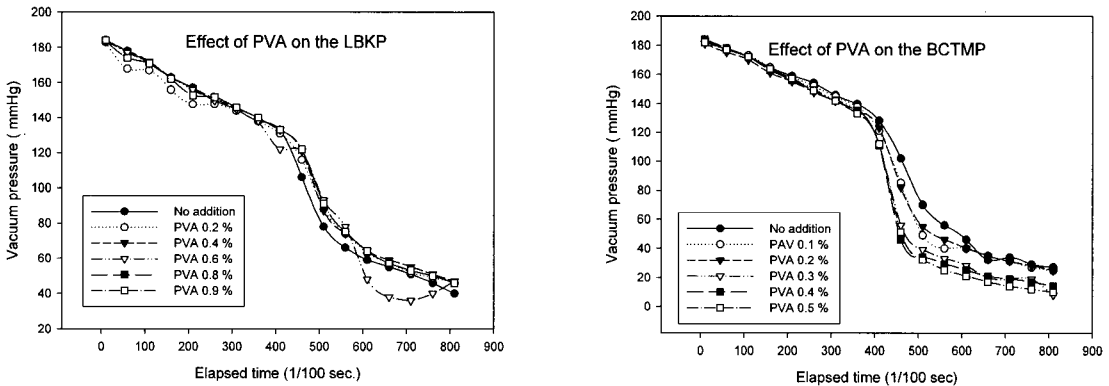 Effect of PVA on the LBKP
Vacuum pressure ( mmHg)
200
180
160
140
120
100
80
60
40
20
No addition
PVA 0.2 %
PVA 0.4 %
PVA 0.6 %
PVA 0.8 %
PVA 0.9 %
0 100 200 300 400 500 600 700 800 900
Elapsed time (1/100 sec.)
Effect of PVA on the BCTMP
Vacuum pressure ( mmHg)
200
180
160
140
120
100
80
60
40
20
0
No addition
PAV 0.1 %
PVA 0.2 %
PVA 0.3 %
PVA 0.4 %
PVA 0.5 %
0 100 200 300 400 500 600 700 800 900
Elapsed time (1/100 sec)